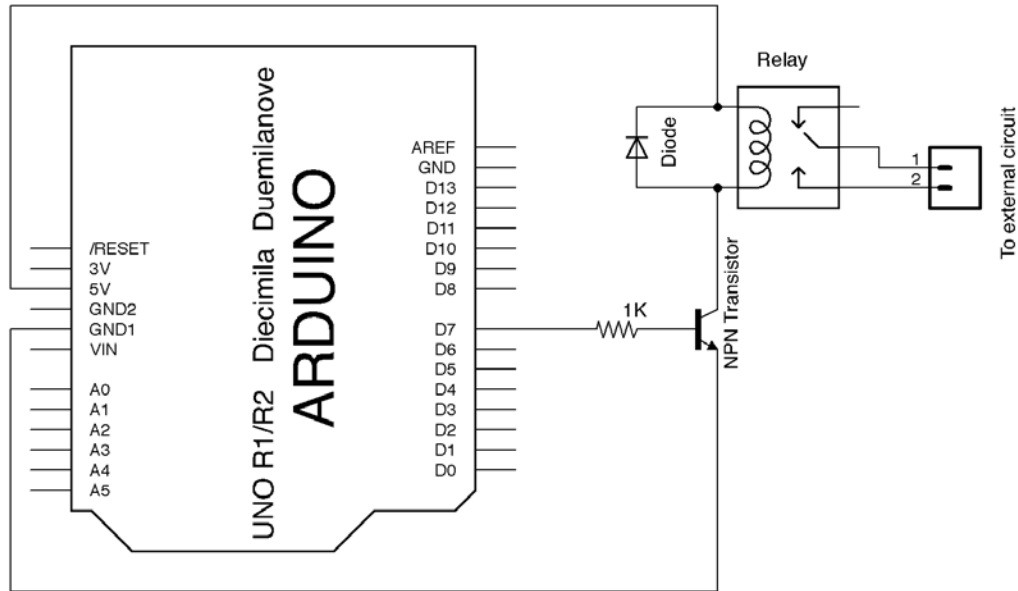 Relay
Diode
1
2
To external circuit
AREF
GND
D13
D12
D11
D10
D9
D8
D7
D6
D5
D4
D3
D2
D1
D0
/RESET
3V
5V
GND2
GND1
VIN
A0
A1
A2
A3
A4
A5
UNO R1/R2 Diecimila Duemilanove
ARDUINO
1K
NPN Transistor